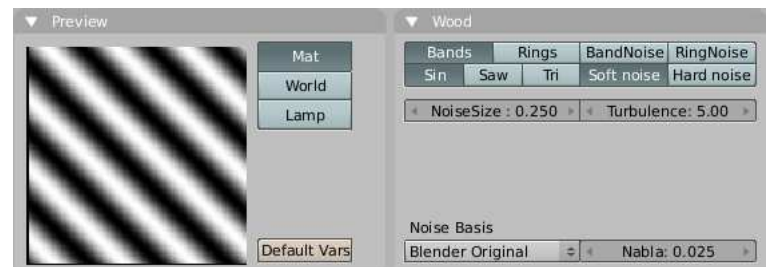 Preview
Mat
World
Lamp
Default Vars
Wood
Bands Rings BandNoise RingNoise
Sin Saw Tri Soft noise Hard noise
NoiseSize : 0.250 Turbulence: 5.00
Noise Basis
Blender Original Nabla: 0.025